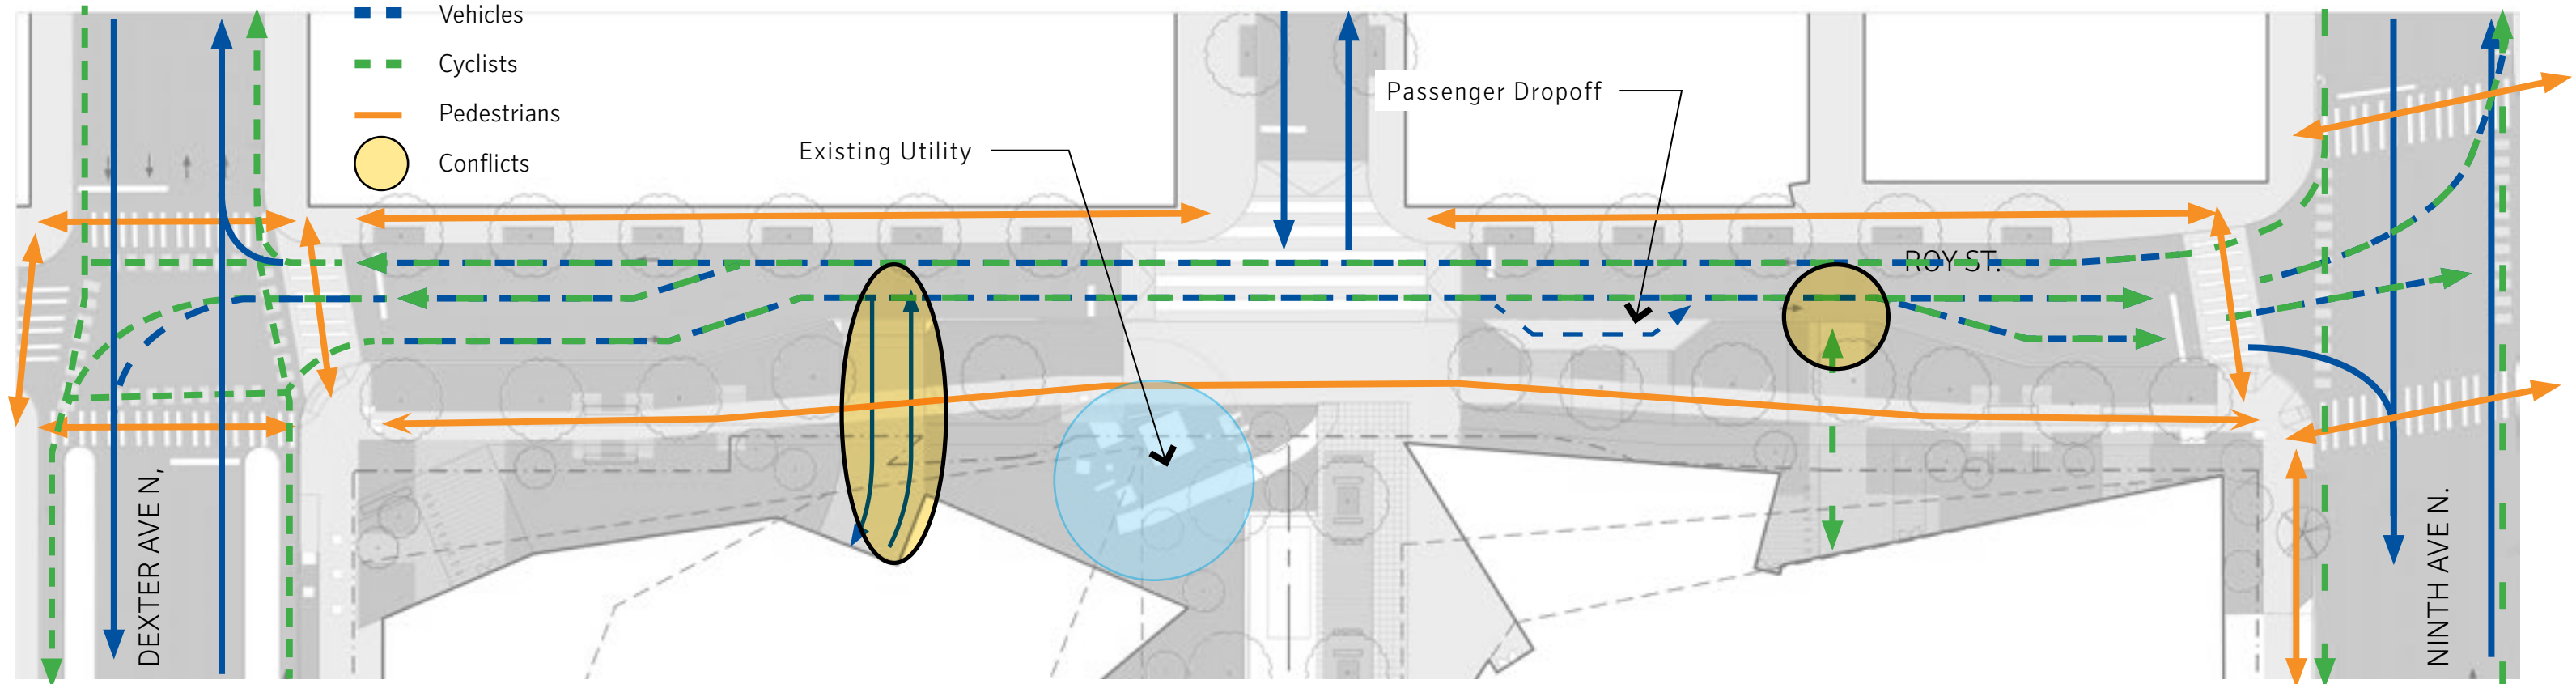 Vehicles
Cyclists
Pedestrians
Conflicts
Existing Utility
Passenger Dropoff
ROY ST.
DEXTER AVE N,
NINTH AVE N.